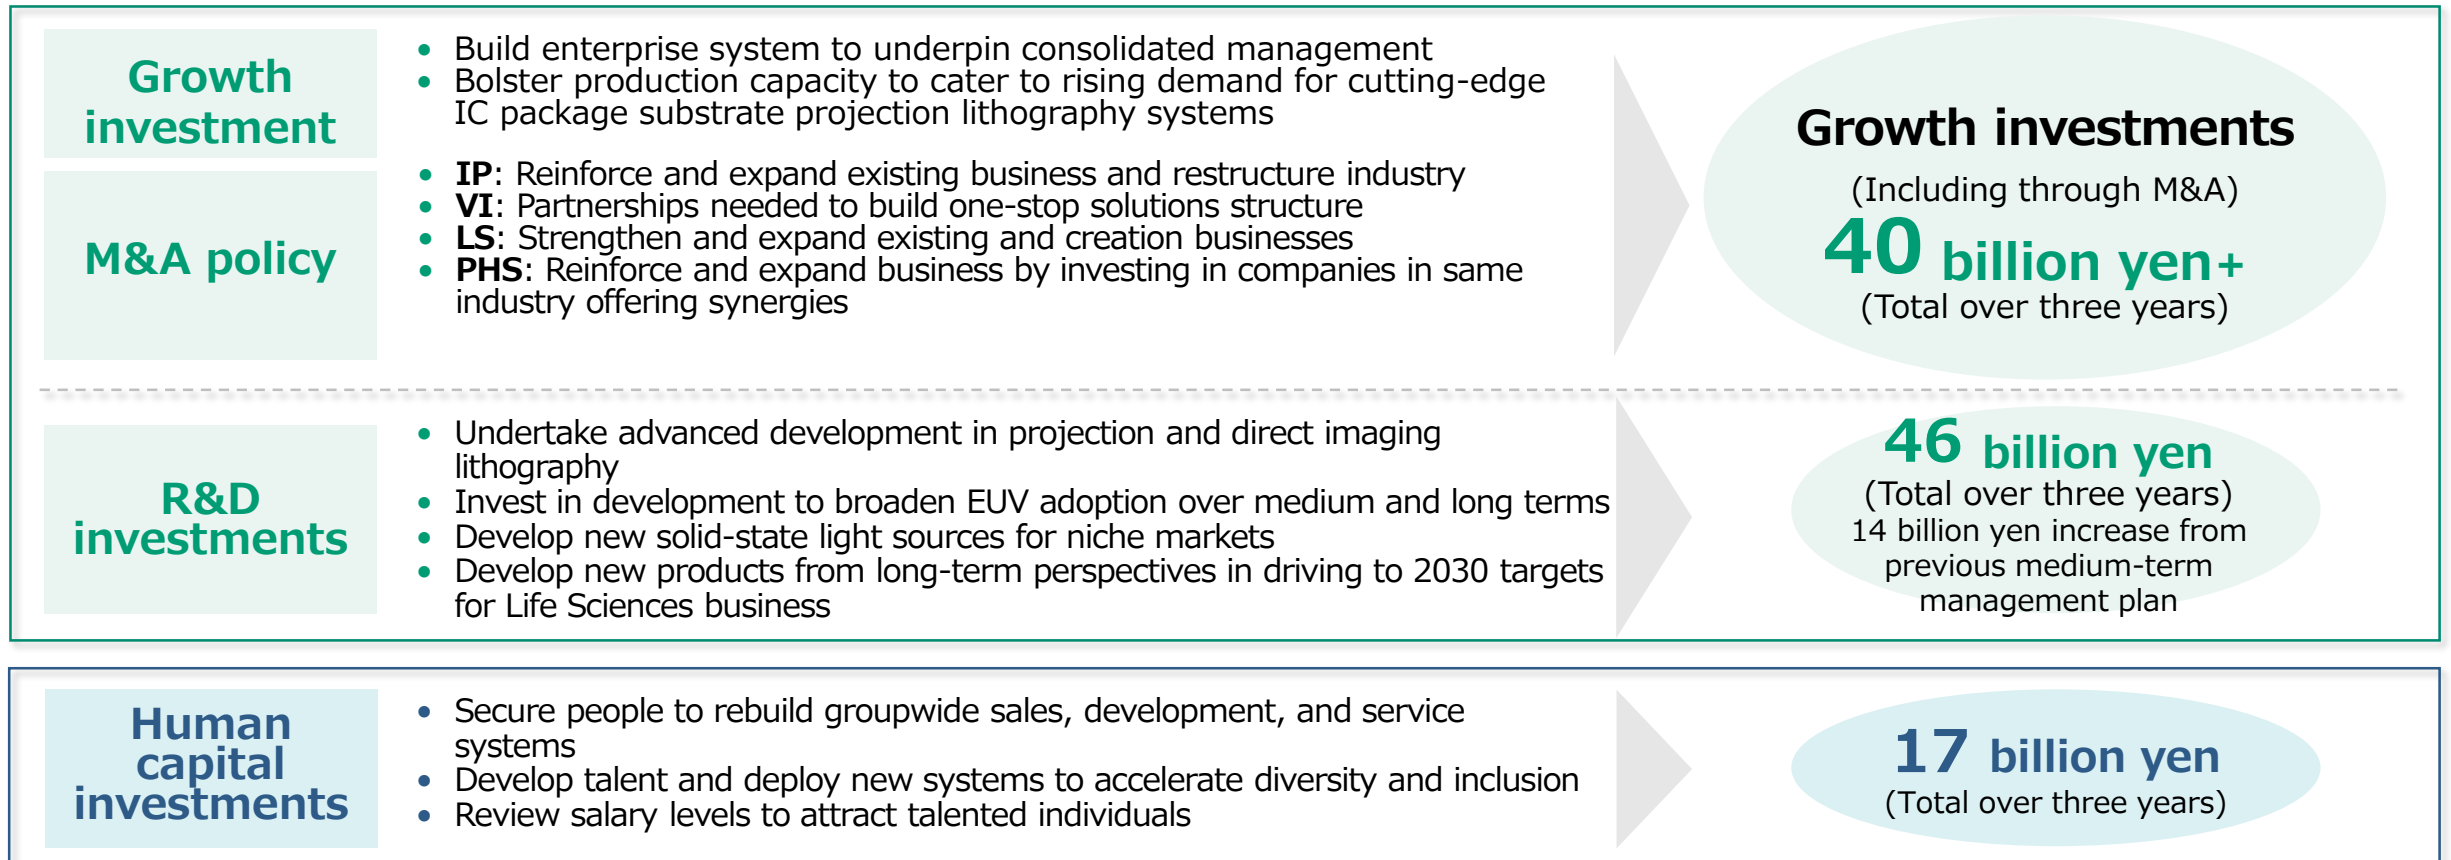 Growth
investment
• Build enterprise system to underpin consolidated management
• Bolster production capacity to cater to rising demand for cutting-edge
IC package substrate projection lithography systems
M&A policy
• IP: Reinforce and expand existing business and restructure industry
• VI: Partnerships needed to build one-stop solutions structure
• LS: Strengthen and expand existing and creation businesses
• PHS: Reinforce and expand business by investing in companies in same
industry offering synergies
Growth investments
(Including through M&A)
40 billion yen+
(Total over three years)
R&D
investments
• Undertake advanced development in projection and direct imaging
lithography
• Invest in development to broaden EUV adoption over medium and long terms
• Develop new solid-state light sources for niche markets
• Develop new products from long-term perspectives in driving to 2030 targets
for Life Sciences business
46 billion yen
(Total over three years)
14 billion yen increase from
previous medium-term
management plan
Human
capital
investments
• Secure people to rebuild groupwide sales, development, and service
systems
• Develop talent and deploy new systems to accelerate diversity and inclusion
• Review salary levels to attract talented individuals
17 billion yen
(Total over three years)